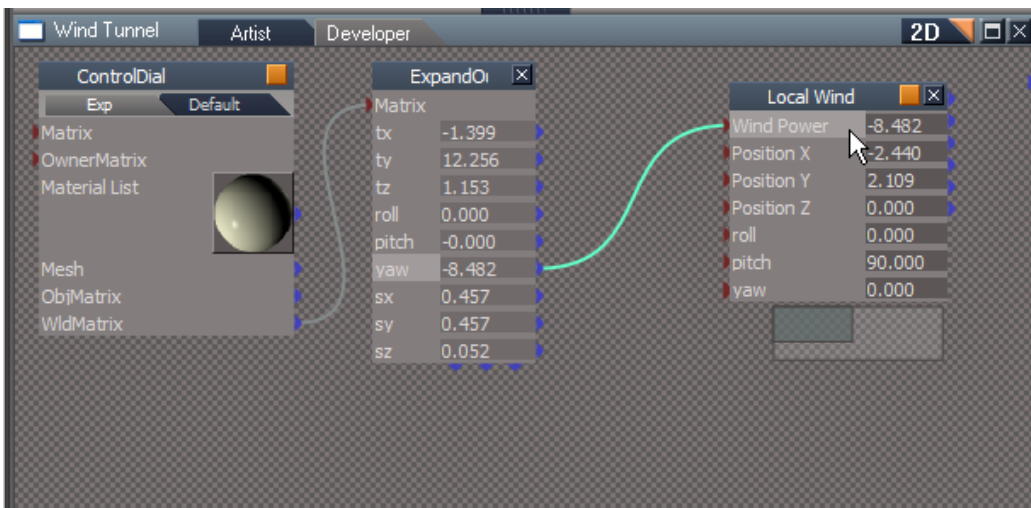 Wind Tunnel Artist Developer 2D
ControlDial
Exp Default
Matrix
OwnerMatrix
Material List
Mesh
ObjMatrix
WldMatrix
ExpandOu
Matrix
tx -1.399
ty 12.256
tz 1.153
roll 0.000
pitch -0.000
yaw -8.482
sx 0.457
sy 0.457
sz 0.052
Local Wind
Wind Power -8.482
Position X -2.440
Position Y 2.109
Position Z 0.000
roll 0.000
pitch 90.000
yaw 0.000